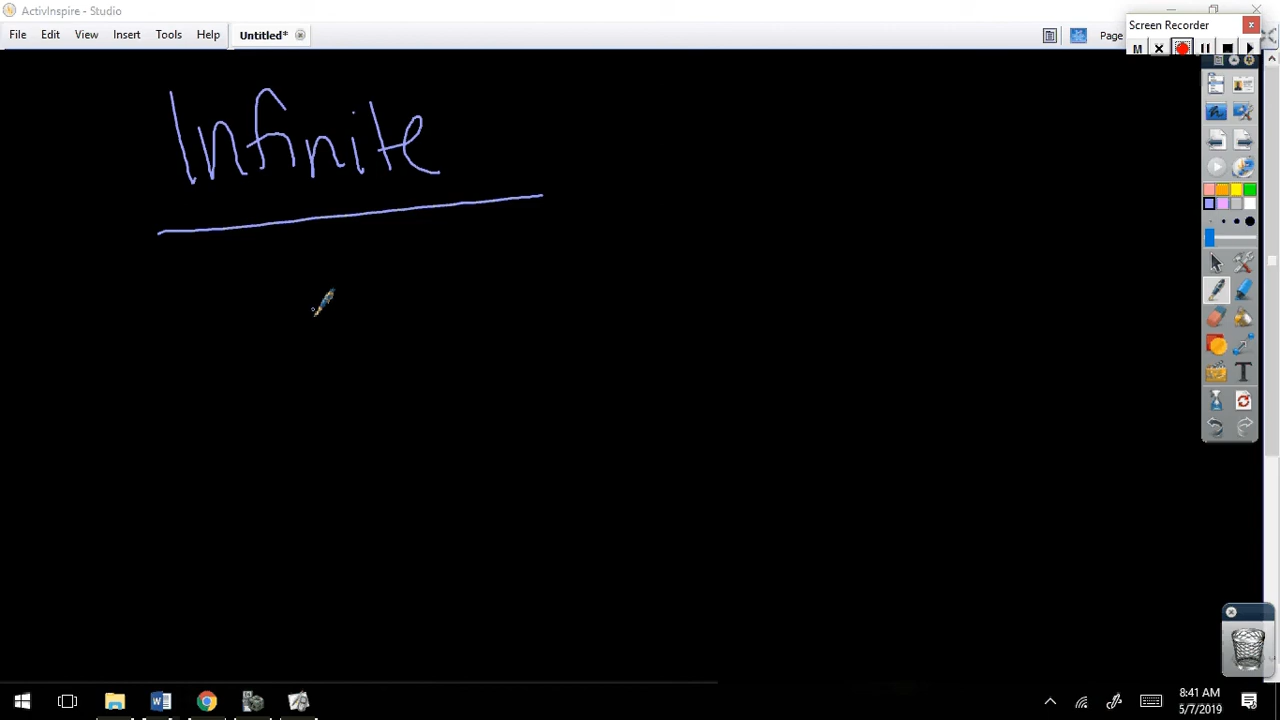 ActivInspire - Studio
File Edit View Insert Tools Help Untitled* Page
Screen Recorder
M
Infinite
T
8:41 AM
5/7/2019